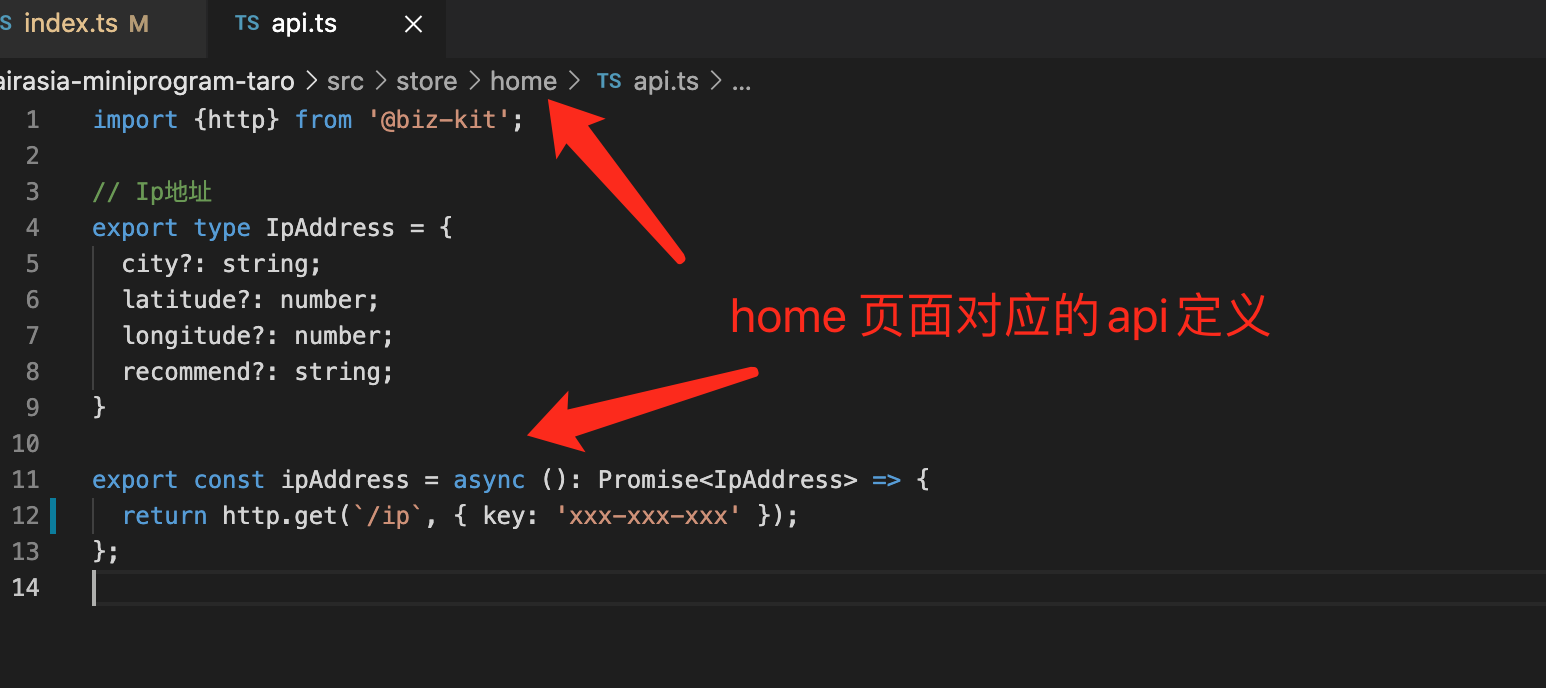 S index.ts M TS api.ts ×
airasia-miniprogram-taro > src > store > home > TS api.ts > ...
1 import {http} from '@biz-kit';
2
3 // Ip地址
4 export type IpAddress = {
5 city?: string;
6 latitude?: number;
7 longitude?: number;
home 页面对应的api定义
8 recommend?: string;
9 }
10
11 export const ipAddress = async (): Promise<IpAddress> => {
12 return http.get(`/ip`, { key: 'xxx-xxx-xxx' });
13 };
14